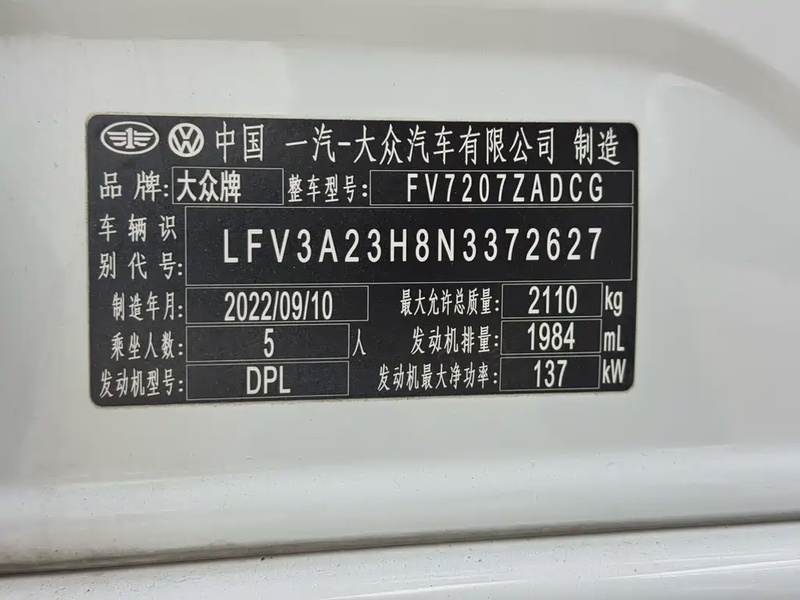 中国 一汽-大众汽车有限公司 制造
品牌: 大众牌 整车型号: FV7207ZADCG
车辆识别代号: LFV3A23H8N3372627
制造年月: 2022/09/10 最大允许总质量: 2110 kg
乘坐人数: 5 人 发动机排量: 1984 mL
发动机型号: DPL 发动机最大净功率: 137 kW